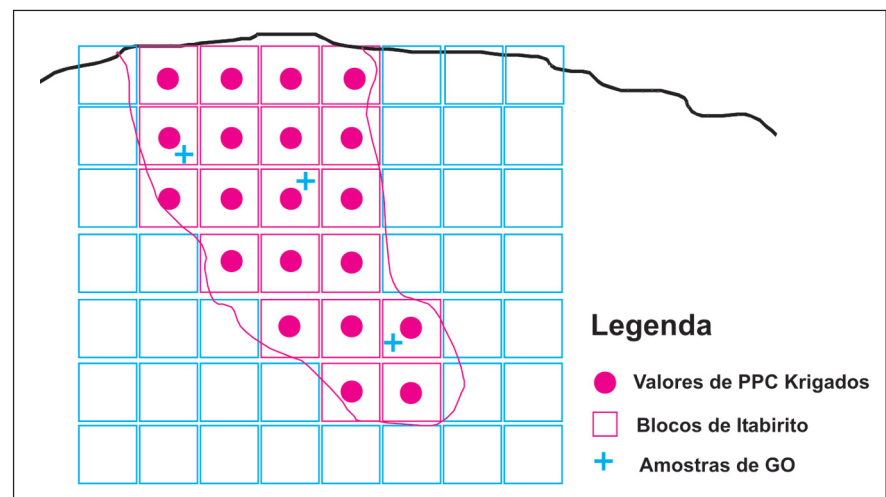 Legenda
Valores de PPC Krigados
Blocos de Itabirito
Amostras de GO